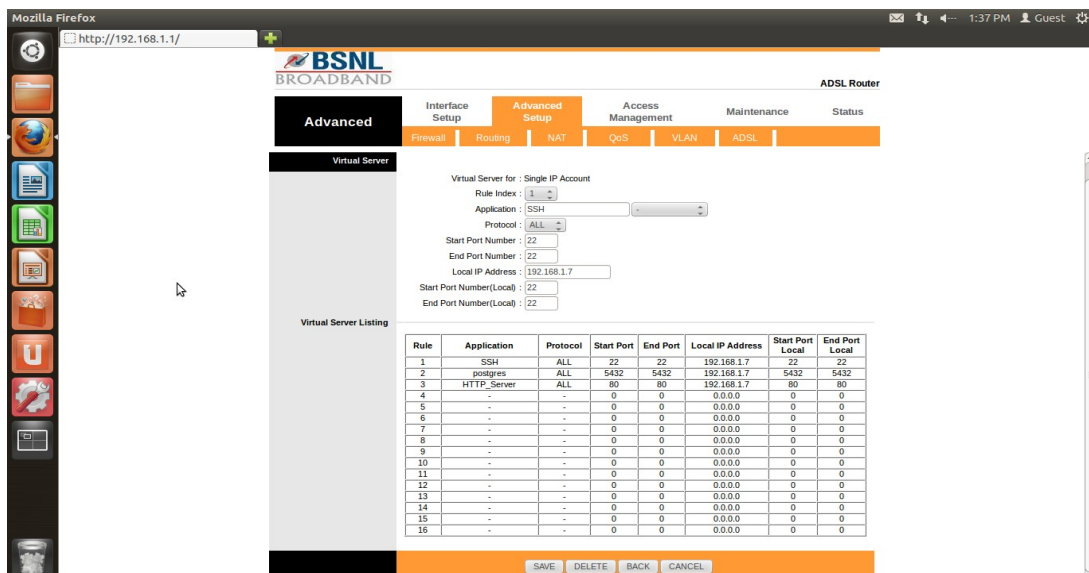 Mozilla Firefox 1:37 PM Guest
http://192.168.1.1/
BSNL
BROADBAND
ADSL Router
Advanced
Interface Setup Advanced Setup Access Management Maintenance Status
Firewall Routing NAT QoS VLAN ADSL
Virtual Server
Virtual Server for : Single IP Account
Rule Index : 1
Application : SSH -
Protocol : ALL
Start Port Number : 22
End Port Number : 22
Local IP Address : 192.168.1.7
Start Port Number(Local) : 22
End Port Number(Local) : 22
Virtual Server Listing
Rule Application Protocol Start Port End Port Local IP Address Start Port Local End Port Local
1 SSH ALL 22 22 192.168.1.7 22 22
2 postgres ALL 5432 5432 192.168.1.7 5432 5432
3 HTTP_Server ALL 80 80 192.168.1.7 80 80
4 - - 0 0 0.0.0.0 0 0
5 - - 0 0 0.0.0.0 0 0
6 - - 0 0 0.0.0.0 0 0
7 - - 0 0 0.0.0.0 0 0
8 - - 0 0 0.0.0.0 0 0
9 - - 0 0 0.0.0.0 0 0
10 - - 0 0 0.0.0.0 0 0
11 - - 0 0 0.0.0.0 0 0
12 - - 0 0 0.0.0.0 0 0
13 - - 0 0 0.0.0.0 0 0
14 - - 0 0 0.0.0.0 0 0
15 - - 0 0 0.0.0.0 0 0
16 - - 0 0 0.0.0.0 0 0
SAVE DELETE BACK CANCEL